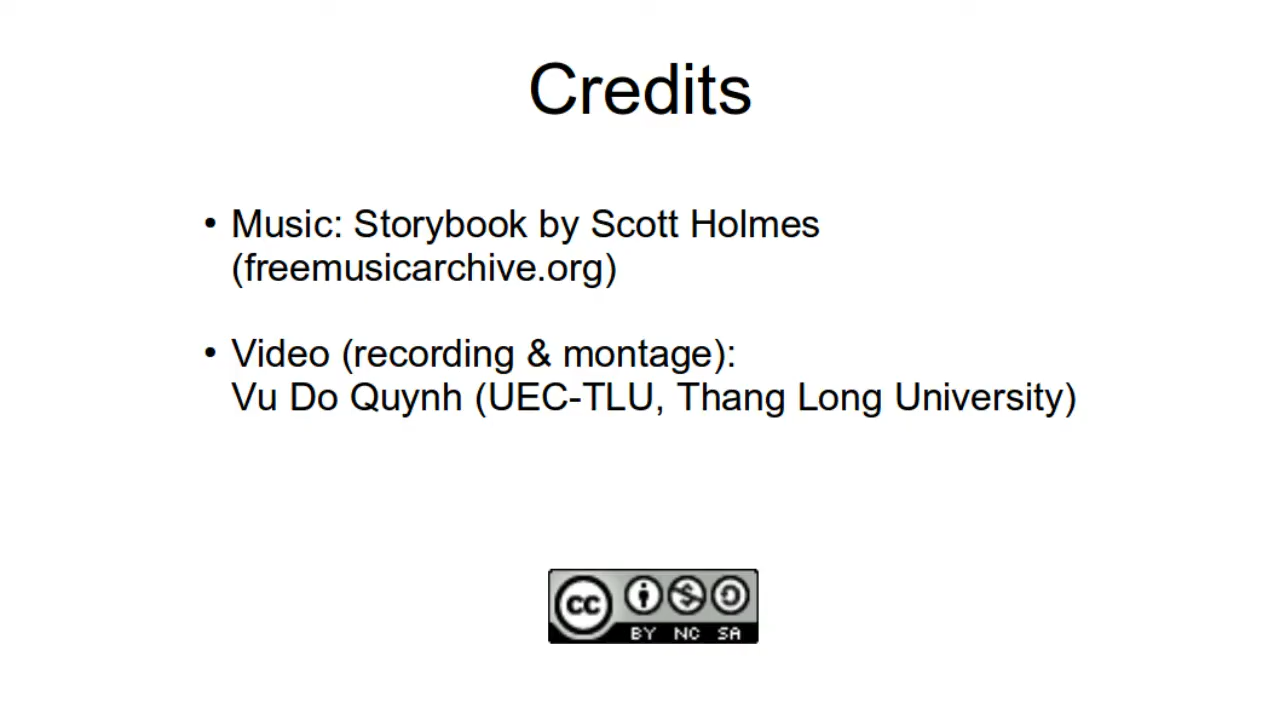 Credits
• Music: Storybook by Scott Holmes
(freemusicarchive.org)
• Video (recording & montage):
Vu Do Quynh (UEC-TLU, Thang Long University)
cc
BY NC SA